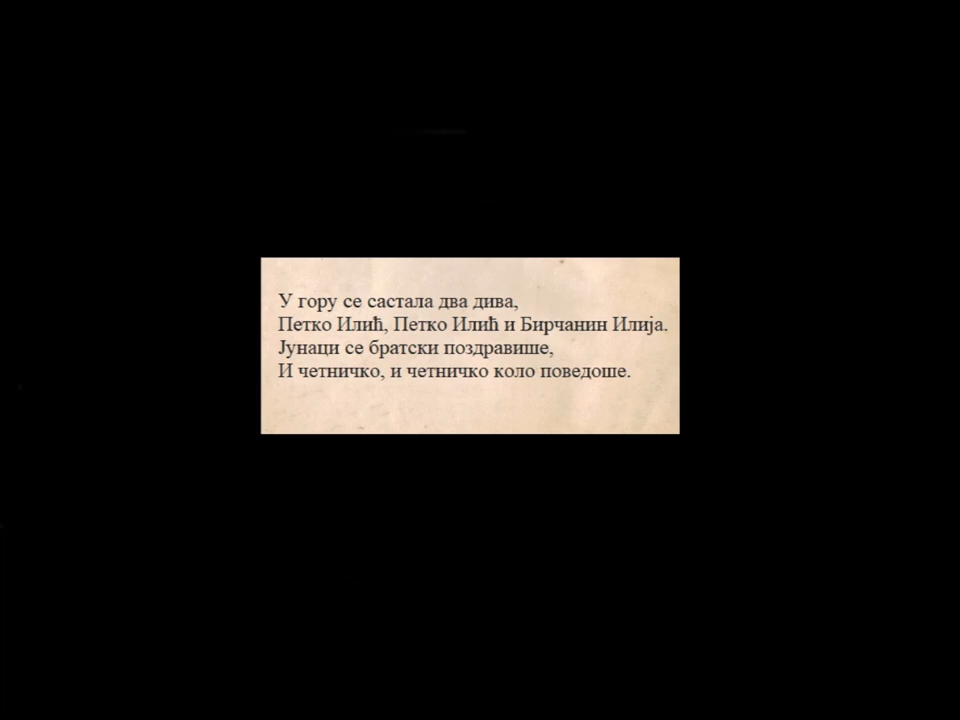 У гору се састала два дива,
Петко Илић, Петко Илић и Бирчанин Илија.
Јунаци се братски поздравише,
И четничко, и четничко коло поведоше.